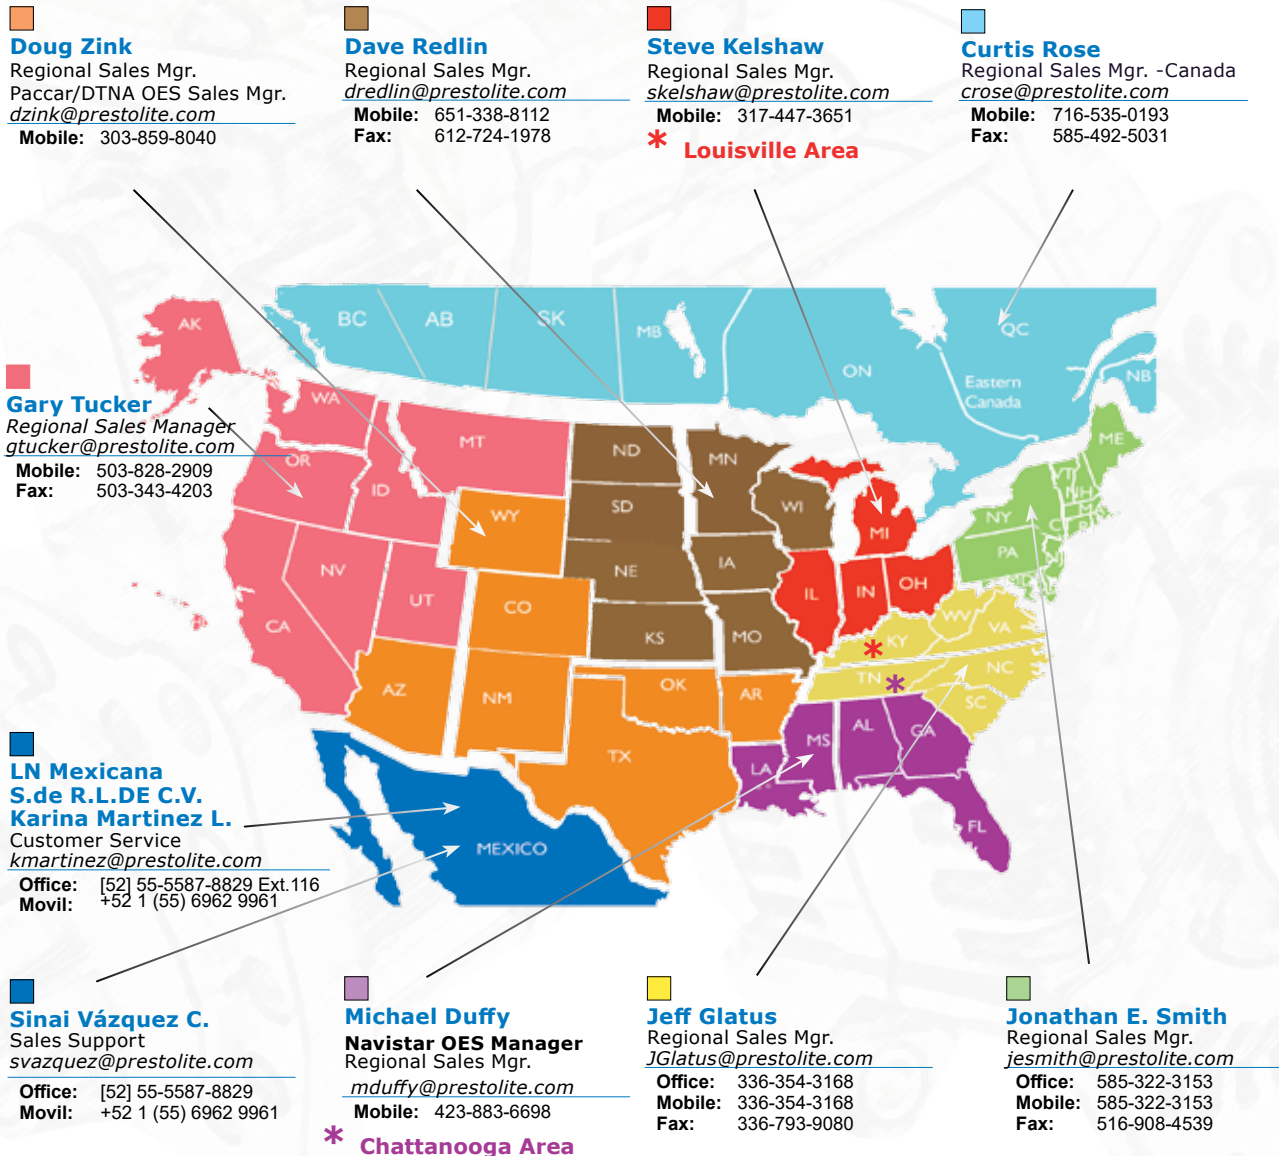 Doug Zink
Regional Sales Mgr.
Paccar/DTNA OES Sales Mgr.
dzink@prestolite.com
Mobile: 303-859-8040
Dave Redlin
Regional Sales Mgr.
dredlin@prestolite.com
Mobile: 651-338-8112
Fax: 612-724-1978
Steve Kelshaw
Regional Sales Mgr.
skelshaw@prestolite.com
Mobile: 317-447-3651
* Louisville Area
Curtis Rose
Regional Sales Mgr. -Canada
crose@prestolite.com
Mobile: 716-535-0193
Fax: 585-492-5031
Gary Tucker
Regional Sales Manager
gtucker@prestolite.com
Mobile: 503-828-2909
Fax: 503-343-4203
AK
BC
AB
SK
MB
ON
QC
Eastern
Canada
NB
WA
OR
ID
MT
WY
NV
UT
CA
CO
AZ
NM
ND
SD
NE
KS
MN
WI
IA
MO
OK
AR
TX
MI
IL
IN
OH
ME
VT
NH
MA
NY
CT
RI
PA
NJ
MD
WV
VA
KY
*
TN
*
NC
SC
MS
AL
GA
LA
FL
MEXICO
LN Mexicana
S.de R.L.DE C.V.
Karina Martinez L.
Customer Service
kmartinez@prestolite.com
Office: [52] 55-5587-8829 Ext.116
Movil: +52 1 (55) 6962 9961
Sinai Vázquez C.
Sales Support
svazquez@prestolite.com
Office: [52] 55-5587-8829
Movil: +52 1 (55) 6962 9961
Michael Duffy
Navistar OES Manager
Regional Sales Mgr.
mduffy@prestolite.com
Mobile: 423-883-6698
* Chattanooga Area
Jeff Glatus
Regional Sales Mgr.
JGlatus@prestolite.com
Office: 336-354-3168
Mobile: 336-354-3168
Fax: 336-793-9080
Jonathan E. Smith
Regional Sales Mgr.
jesmith@prestolite.com
Office: 585-322-3153
Mobile: 585-322-3153
Fax: 516-908-4539